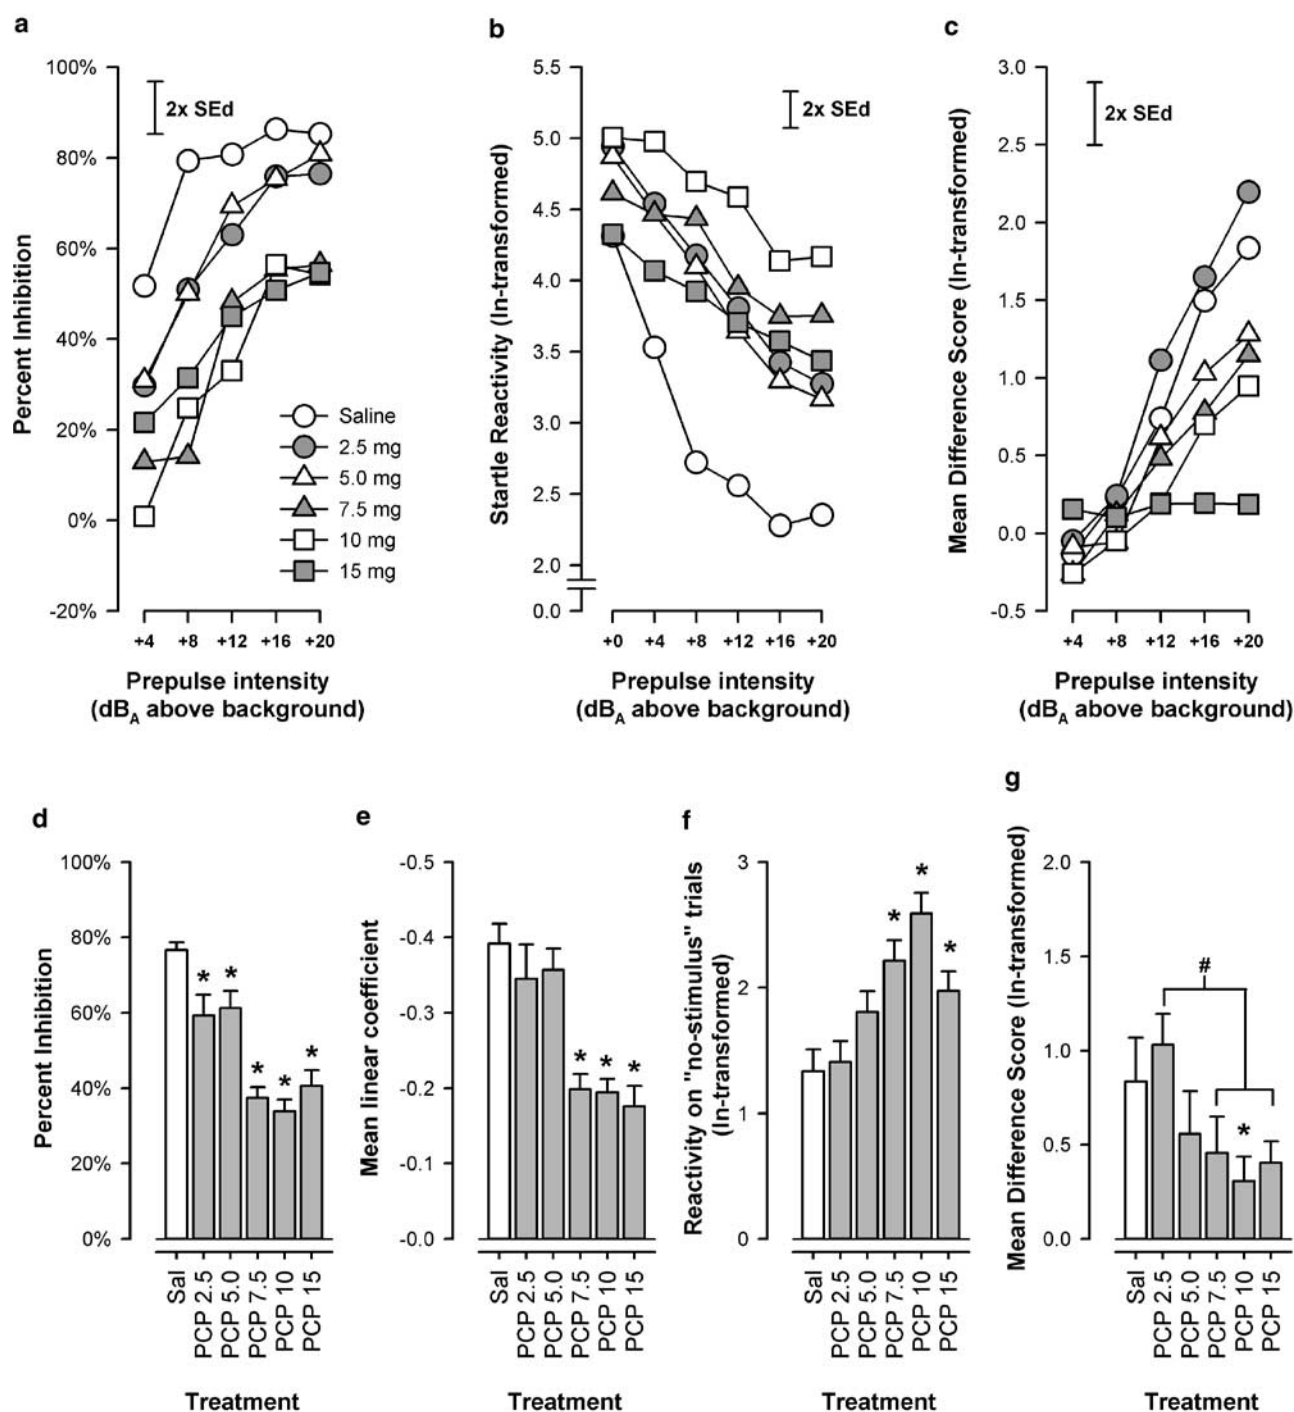 a
b
c
100%
80%
60%
40%
20%
0%
-20%
Percent Inhibition
2x SEd
Saline
2.5 mg
5.0 mg
7.5 mg
10 mg
15 mg
+4 +8 +12 +16 +20
Prepulse intensity
(dBA above background)
5.5
5.0
4.5
4.0
3.5
3.0
2.5
2.0
0.0
Startle Reactivity (ln-transformed)
2x SEd
+0 +4 +8 +12 +16 +20
Prepulse intensity
(dBA above background)
3.0
2.5
2.0
1.5
1.0
0.5
0.0
-0.5
Mean Difference Score (ln-transformed)
2x SEd
+4 +8 +12 +16 +20
Prepulse intensity
(dBA above background)
d
100%
80%
60%
40%
20%
0%
Percent Inhibition
* * * * *
Sal
PCP 2.5
PCP 5.0
PCP 7.5
PCP 10
PCP 15
Treatment
e
-0.5
-0.4
-0.3
-0.2
-0.1
-0.0
Mean linear coefficient
* * *
Sal
PCP 2.5
PCP 5.0
PCP 7.5
PCP 10
PCP 15
Treatment
f
3
2
1
0
Reactivity on "no-stimulus" trials
(ln-transformed)
* * *
Sal
PCP 2.5
PCP 5.0
PCP 7.5
PCP 10
PCP 15
Treatment
g
2.0
1.5
1.0
0.5
0.0
Mean Difference Score (ln-transformed)
#
*
Sal
PCP 2.5
PCP 5.0
PCP 7.5
PCP 10
PCP 15
Treatment